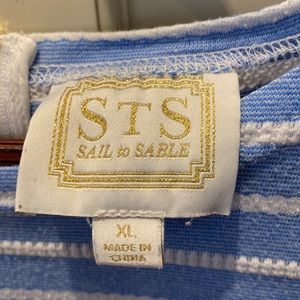 STS
SAIL to SABLE
XL
MADE IN
CHINA